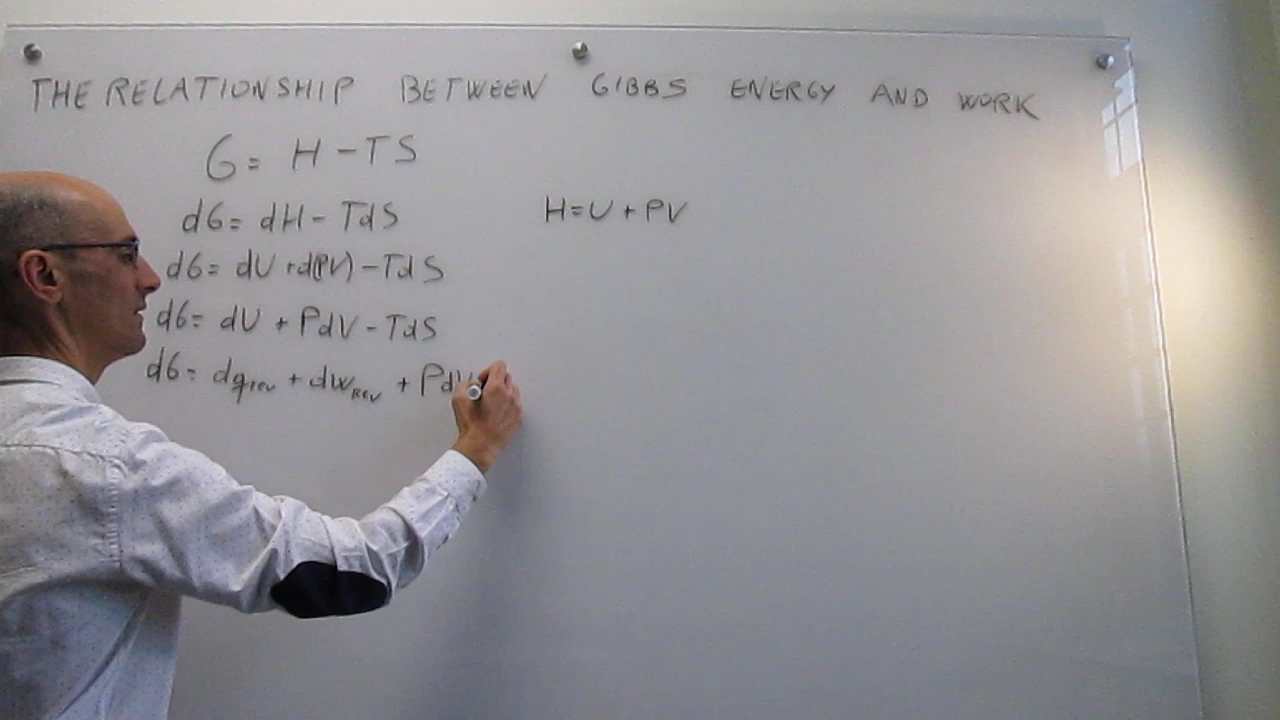 THE RELATIONSHIP BETWEEN GIBBS ENERGY AND WORK
G = H - TS
dG = dH - TdS
H = U + PV
dG = dU + d(PV) - TdS
dG = dU + PdV - TdS
dG = dqrev + dwRev + PdV